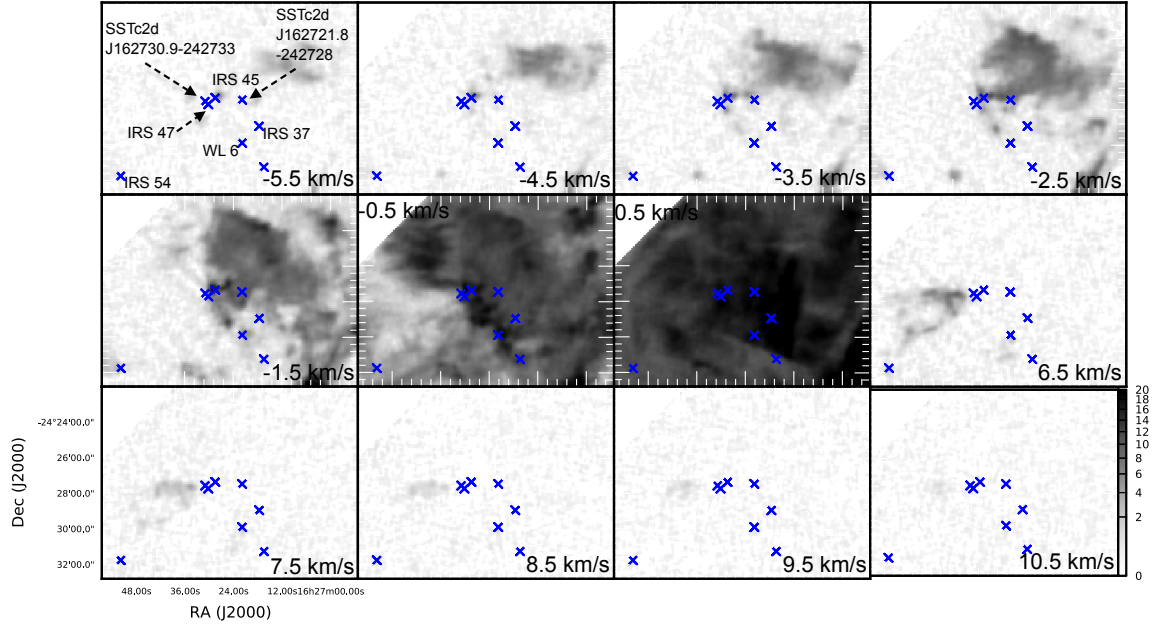 SSTc2d
J162730.9-242733
SSTc2d
J162721.8
-242728
IRS 45
IRS 47
IRS 37
WL 6
IRS 54
-5.5 km/s
-4.5 km/s
-3.5 km/s
-2.5 km/s
-1.5 km/s
-0.5 km/s
0.5 km/s
6.5 km/s
7.5 km/s
8.5 km/s
9.5 km/s
10.5 km/s
20
18
16
14
12
10
8
6
4
2
0
-24°24'00.0"
26'00.0"
28'00.0"
30'00.0"
32'00.0"
Dec (J2000)
48.00s 36.00s 24.00s 12.00s16h27m00.00s
RA (J2000)